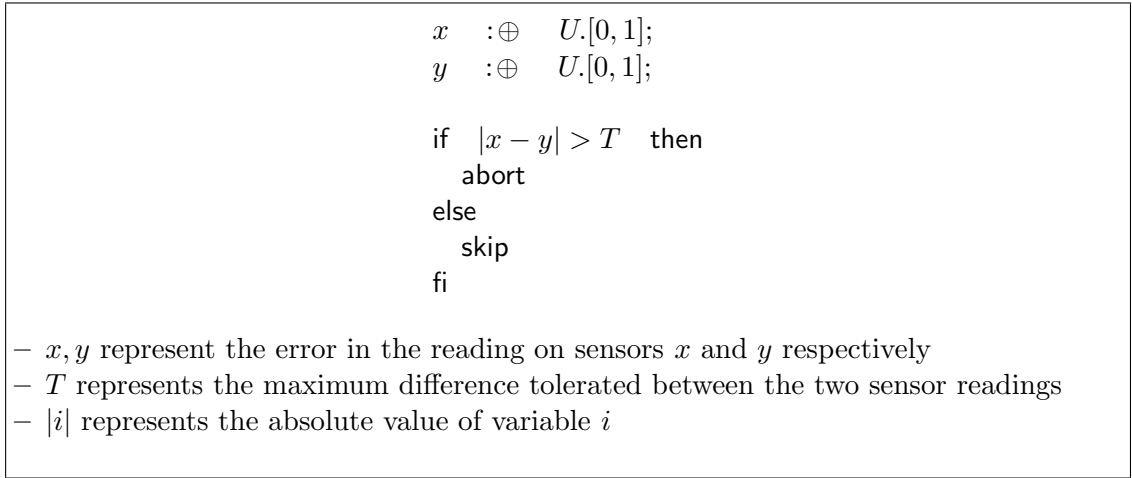 x :⊕ U.[0, 1];
y :⊕ U.[0, 1];
if |x − y| > T then
abort
else
skip
fi
– x, y represent the error in the reading on sensors x and y respectively
– T represents the maximum difference tolerated between the two sensor readings
– |i| represents the absolute value of variable i